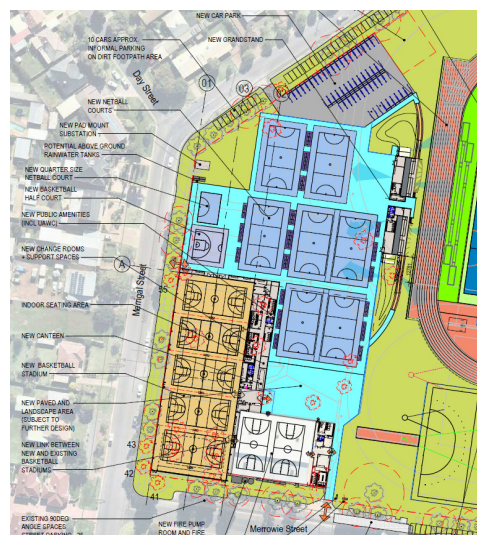 NEW CAR PARK
10 CARS APPROX.
INFORMAL PARKING
ON DIRT FOOTPATH AREA
NEW GRANDSTAND
Day Street
01
03
NEW NETBALL
COURTS
NEW PAD MOUNT
SUBSTATION
POTENTIAL ABOVE GROUND
RAINWATER TANKS
NEW QUARTER SIZE
NETBALL COURT
NEW BASKETBALL
HALF COURT
NEW PUBLIC AMENITIES
(INCL UAWC)
NEW CHANGE ROOMS
+ SUPPORT SPACES
A
Merrigal Street
55
INDOOR SEATING AREA
NEW CANTEEN
NEW BASKETBALL
STADIUM
NEW PAVED AND
LANDSCAPE AREA
(SUBJECT TO
FURTHER DESIGN)
NEW LINK BETWEEN
NEW AND EXISTING
BASKETBALL
STADIUMS
43
42
41
EXISTING 90DEG
ANGLE SPACES:
NEW FIRE PUMP
ROOM AND FIRE
Merrowie Street